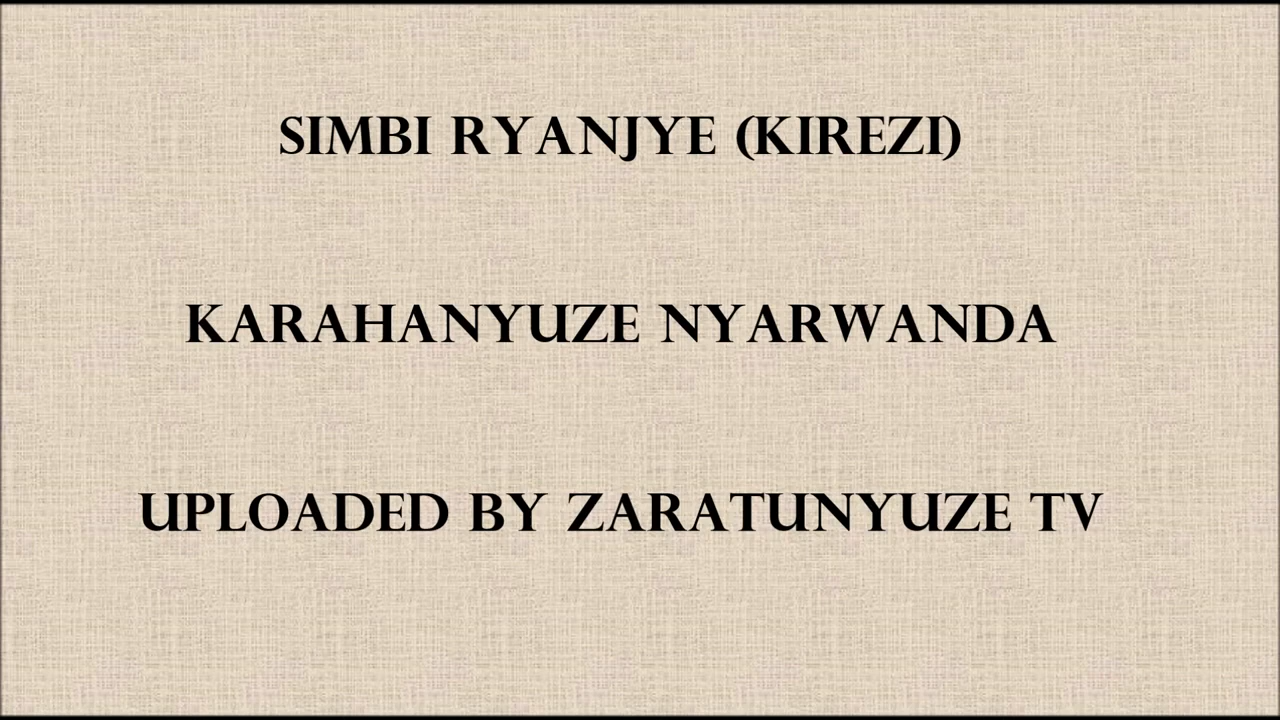 SIMBI RYANJYE (KIREZI)
KARAHANYUZE NYARWANDA
UPLOADED BY ZARATUNYUZE TV